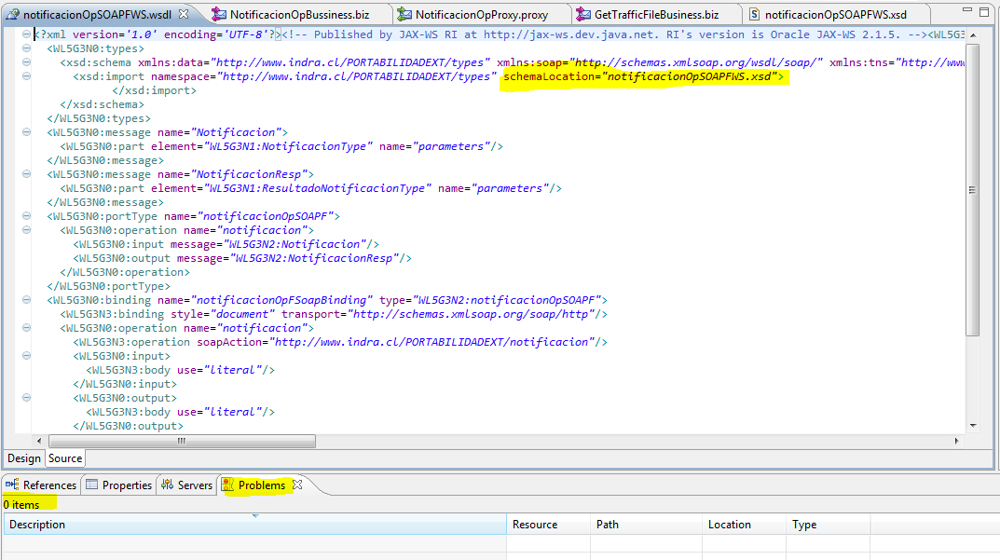 notificacionOpSOAPFWS.wsdl NotificacionOpBussiness.biz NotificacionOpProxy.proxy GetTrafficFileBusiness.biz notificacionOpSOAPFWS.xsd
<?xml version='1.0' encoding='UTF-8'?><!-- Published by JAX-WS RI at http://jax-ws.dev.java.net. RI's version is Oracle JAX-WS 2.1.5. --><WL5G3
<WL5G3N0:types>
<xsd:schema xmlns:data="http://www.indra.cl/PORTABILIDADEXT/types" xmlns:soap="http://schemas.xmlsoap.org/wsdl/soap/" xmlns:tns="http://www
<xsd:import namespace="http://www.indra.cl/PORTABILIDADEXT/types" schemaLocation="notificacionOpSOAPFWS.xsd">
</xsd:import>
</xsd:schema>
</WL5G3N0:types>
<WL5G3N0:message name="Notificacion">
<WL5G3N0:part element="WL5G3N1:NotificacionType" name="parameters"/>
</WL5G3N0:message>
<WL5G3N0:message name="NotificacionResp">
<WL5G3N0:part element="WL5G3N1:ResultadoNotificacionType" name="parameters"/>
</WL5G3N0:message>
<WL5G3N0:portType name="notificacionOpSOAPF">
<WL5G3N0:operation name="notificacion">
<WL5G3N0:input message="WL5G3N2:Notificacion"/>
<WL5G3N0:output message="WL5G3N2:NotificacionResp"/>
</WL5G3N0:operation>
</WL5G3N0:portType>
<WL5G3N0:binding name="notificacionOpFSoapBinding" type="WL5G3N2:notificacionOpSOAPF">
<WL5G3N3:binding style="document" transport="http://schemas.xmlsoap.org/soap/http"/>
<WL5G3N0:operation name="notificacion">
<WL5G3N3:operation soapAction="http://www.indra.cl/PORTABILIDADEXT/notificacion"/>
<WL5G3N0:input>
<WL5G3N3:body use="literal"/>
</WL5G3N0:input>
<WL5G3N0:output>
<WL5G3N3:body use="literal"/>
</WL5G3N0:output>
Design Source
References Properties Servers Problems
0 items
Description Resource Path Location Type